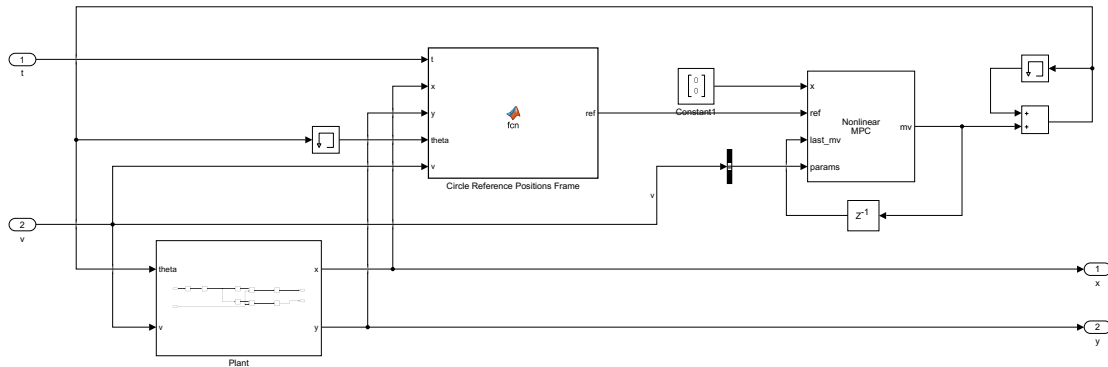 1
t
t
x
y
theta
v
fcn
ref
Circle Reference Positions Frame
0
0
Constant1
x
ref
last_mv
params
Nonlinear
MPC
mv
+
+
v
z-1
2
v
theta
v
x
y
Plant
1
x
2
y